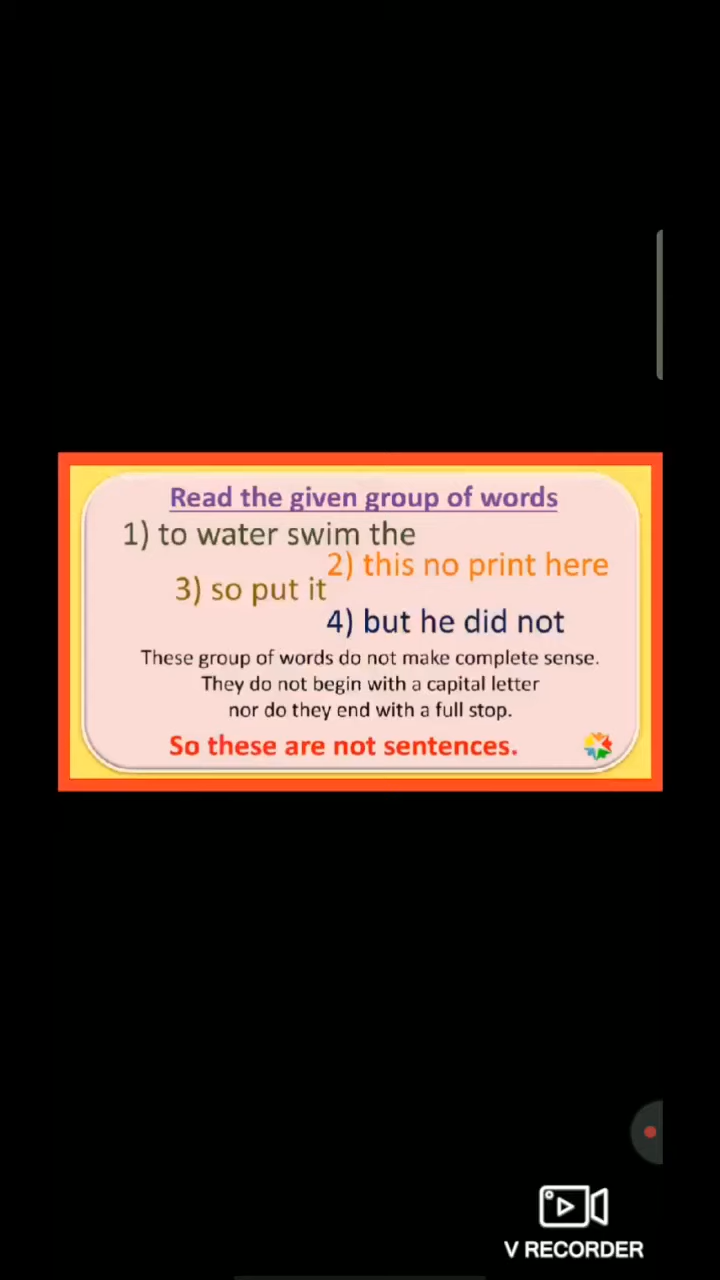 Read the given group of words
1) to water swim the
2) this no print here
3) so put it
4) but he did not
These group of words do not make complete sense.
They do not begin with a capital letter
nor do they end with a full stop.
So these are not sentences.
V RECORDER